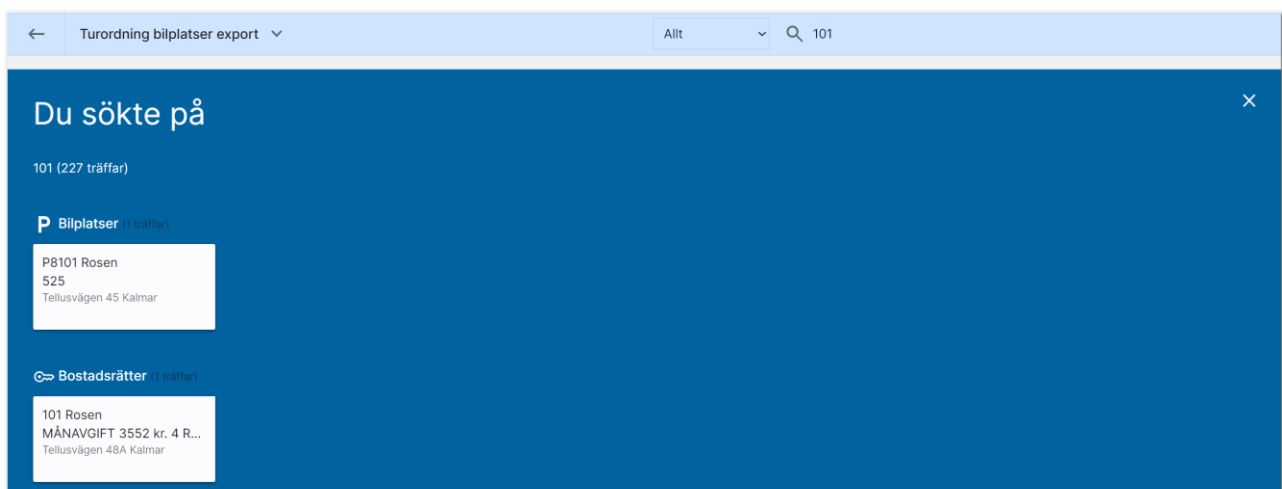 Turordning bilplatser export
Allt
101
Du sökte på
101 (227 träffar)
P Bilplatser (1 träffar)
P8101 Rosen
525
Tellusvägen 45 Kalmar
Bostadsrätter (1 träffar)
101 Rosen
MÅNAVGIFT 3552 kr. 4 R...
Tellusvägen 48A Kalmar